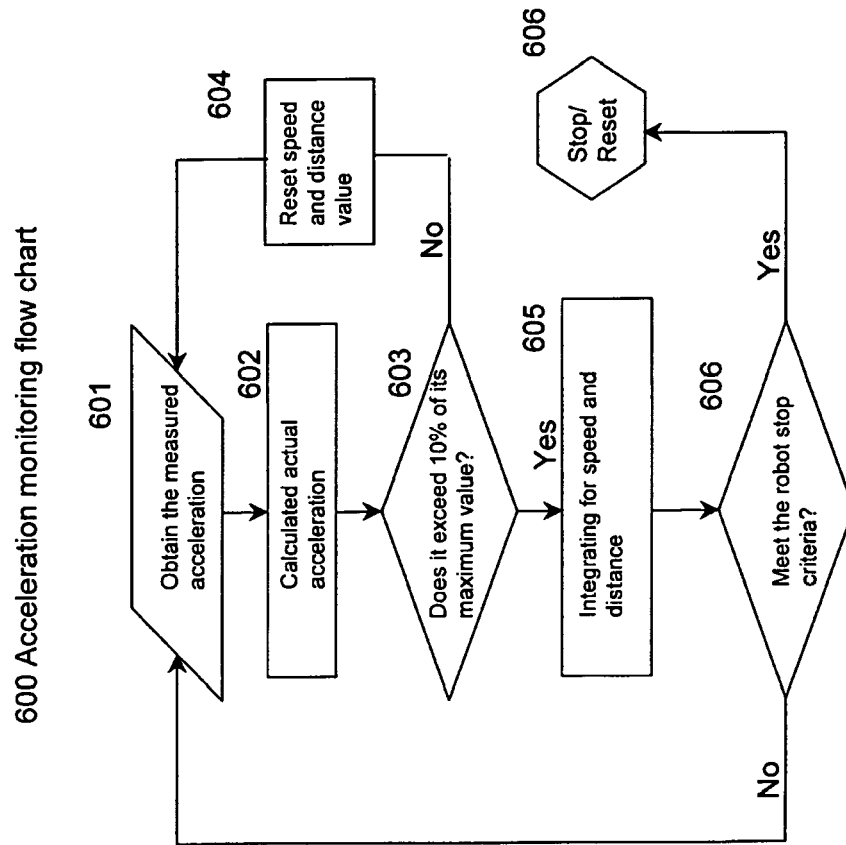 600 Acceleration monitoring flow chart
601
Obtain the measured
acceleration
602
Calculated actual
acceleration
603
Does it exceed 10% of its
maximum value?
No
604
Reset speed
and distance
value
Yes
605
Integrating for speed and
distance
606
Meet the robot stop
criteria?
No
Yes
606
Stop/
Reset